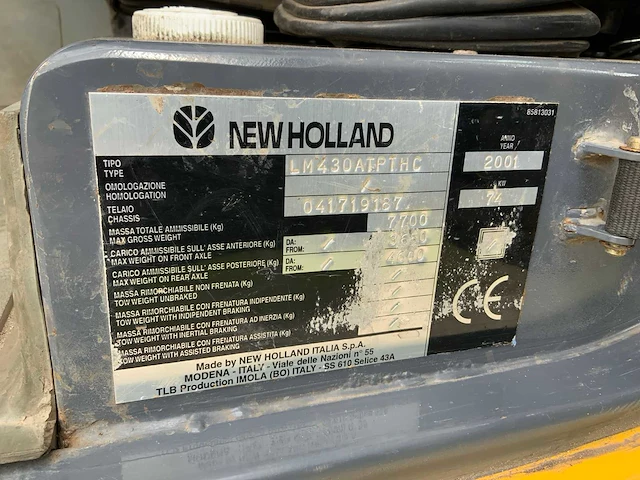 65813031
NEW HOLLAND
TIPO
TYPE
LM430ATPTHC
ANNO
YEAR
2001
OMOLOGAZIONE
HOMOLOGATION
/
KW
74
TELAIO
CHASSIS
041719187
MASSA TOTALE AMMISSIBILE (Kg)
MAX GROSS WEIGHT
7700
CARICO AMMISSIBILE SULL' ASSE ANTERIORE (Kg)
MAX WEIGHT ON FRONT AXLE
DA:
FROM:
/
CARICO AMMISSIBILE SULL' ASSE POSTERIORE (Kg)
MAX WEIGHT ON REAR AXLE
DA:
FROM:
/
MASSA RIMORCHIABILE NON FRENATA (Kg)
TOW WEIGHT UNBRAKED
/
MASSA RIMORCHIABILE CON FRENATURA INDIPENDENTE (Kg)
TOW WEIGHT WITH INDIPENDENT BRAKING
/
MASSA RIMORCHIABILE CON FRENATURA AD INERZIA (Kg)
TOW WEIGHT WITH INERTIAL BRAKING
/
MASSA RIMORCHIABILE CON FRENATURA ASSISTITA (Kg)
TOW WEIGHT WITH ASSISTED BRAKING
/
CE
Made by NEW HOLLAND ITALIA S.p.A.
MODENA - ITALY - Viale delle Nazioni n° 55
TLB Production IMOLA (BO) ITALY - SS 610 Selice 43A